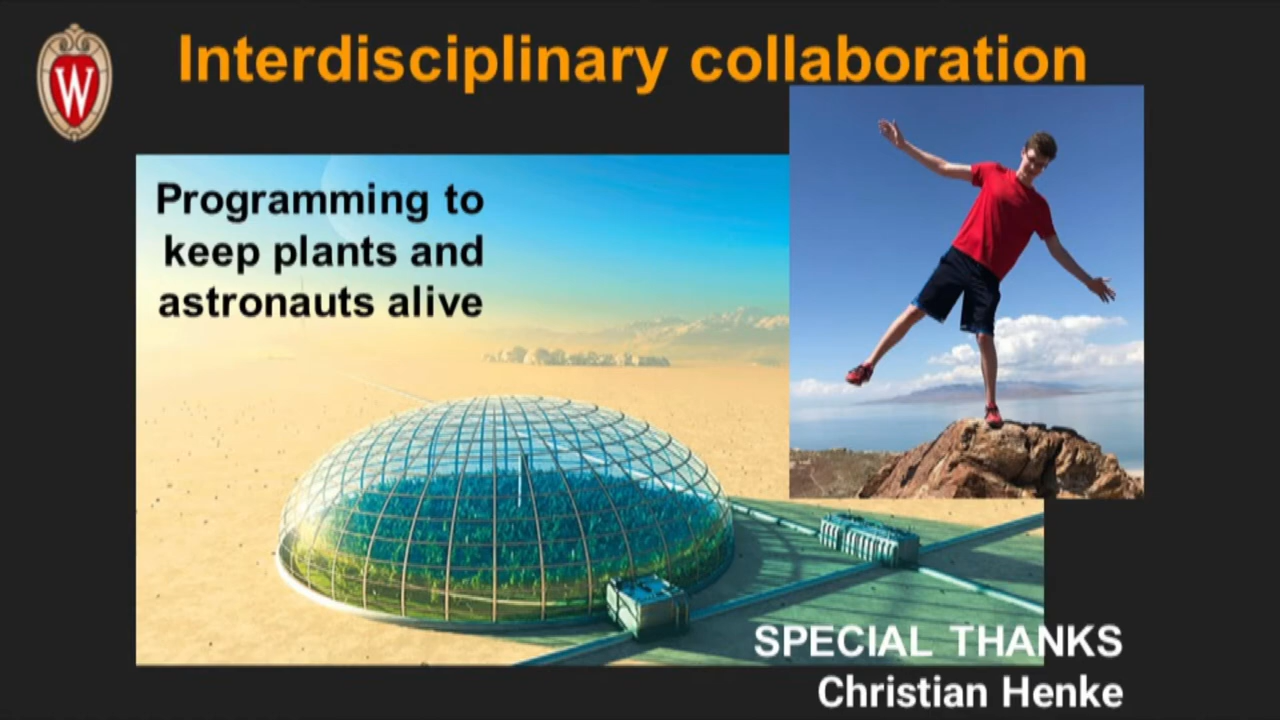 Interdisciplinary collaboration
W
Programming to
keep plants and
astronauts alive
SPECIAL THANKS
Christian Henke